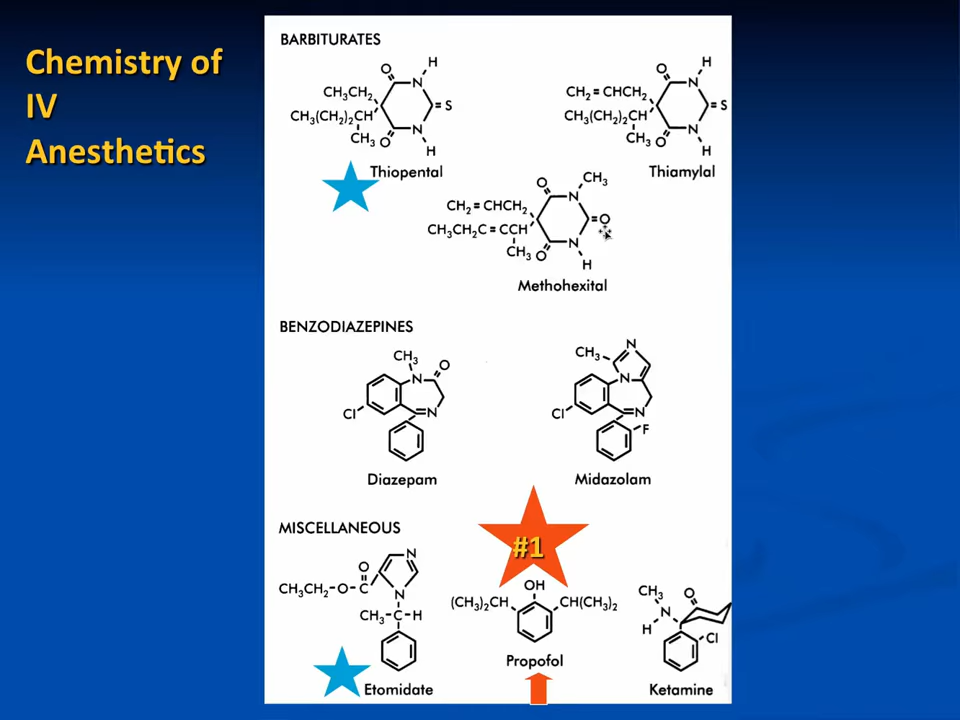 Chemistry of
IV
Anesthetics
BARBITURATES
H
O
N
CH₃CH₂
CH₃(CH₂)₂CH
=S
CH₃
O
N
H
Thiopental
H
O
N
CH₂=CHCH₂
CH₃(CH₂)₂CH
=S
CH₃
O
N
H
Thiamylal
CH₃
O
N
CH₂=CHCH₂
=O
CH₃CH₂C≡CCH
CH₃
O
N
H
Methohexital
BENZODIAZEPINES
CH₃
O
N
Cl
N
Diazepam
N
CH₃
N
Cl
N
F
Midazolam
MISCELLANEOUS
#1
N
O
CH₃CH₂-O-C
N
CH₃-C-H
Etomidate
OH
(CH₃)₂CH
CH(CH₃)₂
Propofol
CH₃
O
N
H
Cl
Ketamine